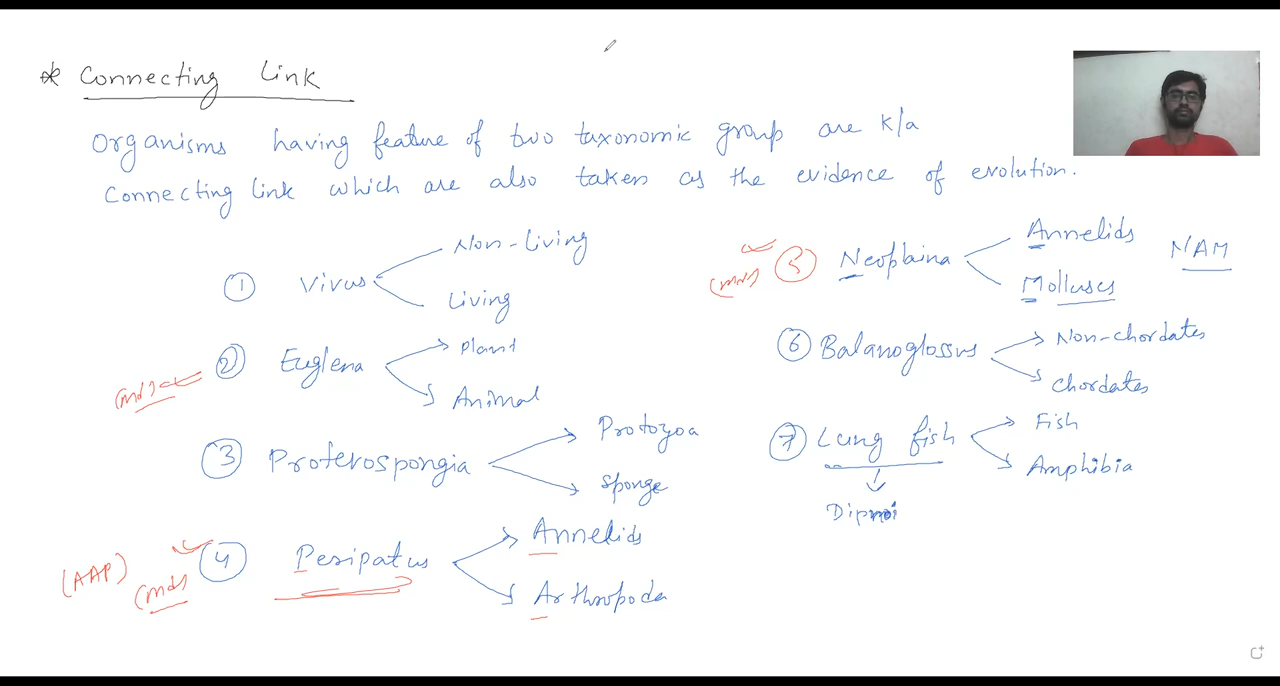 * Connecting Link
Organisms having feature of two taxonomic group are k/a
Connecting link which are also taken as the evidence of evolution.
① Virus
Non-Living
Living
② Euglena
Plant
Animal
③ Proterospongia
Protozoa
Sponge
(AAP)
④ Peripatus
Annelids
Arthropoda
⑤ Neoplaina
Annelids
Molluscs
NAM
⑥ Balanoglossus
Non-chordates
Chordates
⑦ Lung fish
Fish
Amphibia
Dipnoi